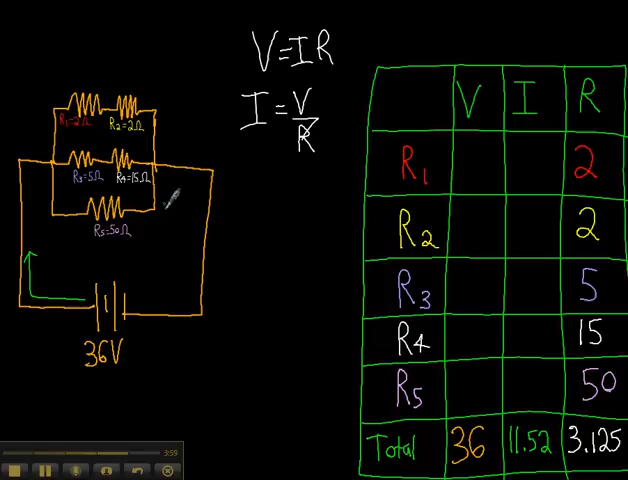 V=IR
I=V/R
R₁=2Ω
R₂=2Ω
R₃=5Ω
R₄=15Ω
R₅=50Ω
36V
V I R
R₁ 2
R₂ 2
R₃ 5
R₄ 15
R₅ 50
Total 36 11.52 3.125
3:59